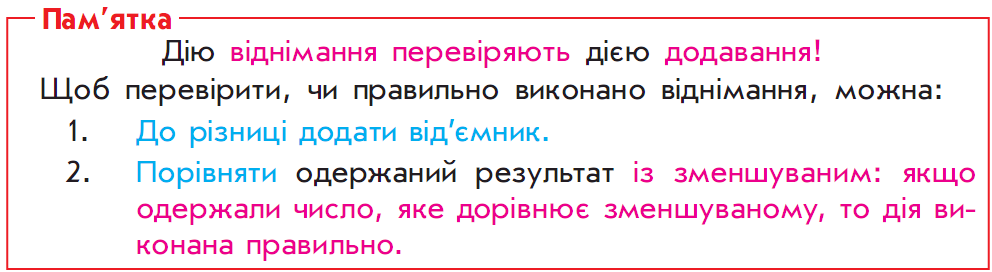 Пам’ятка
Дію віднімання перевіряють дією додавання!
Щоб перевірити, чи правильно виконано віднімання, можна:
1. До різниці додати від’ємник.
2. Порівняти одержаний результат із зменшуваним: якщо
одержали число, яке дорівнює зменшуваному, то дія ви-
конана правильно.